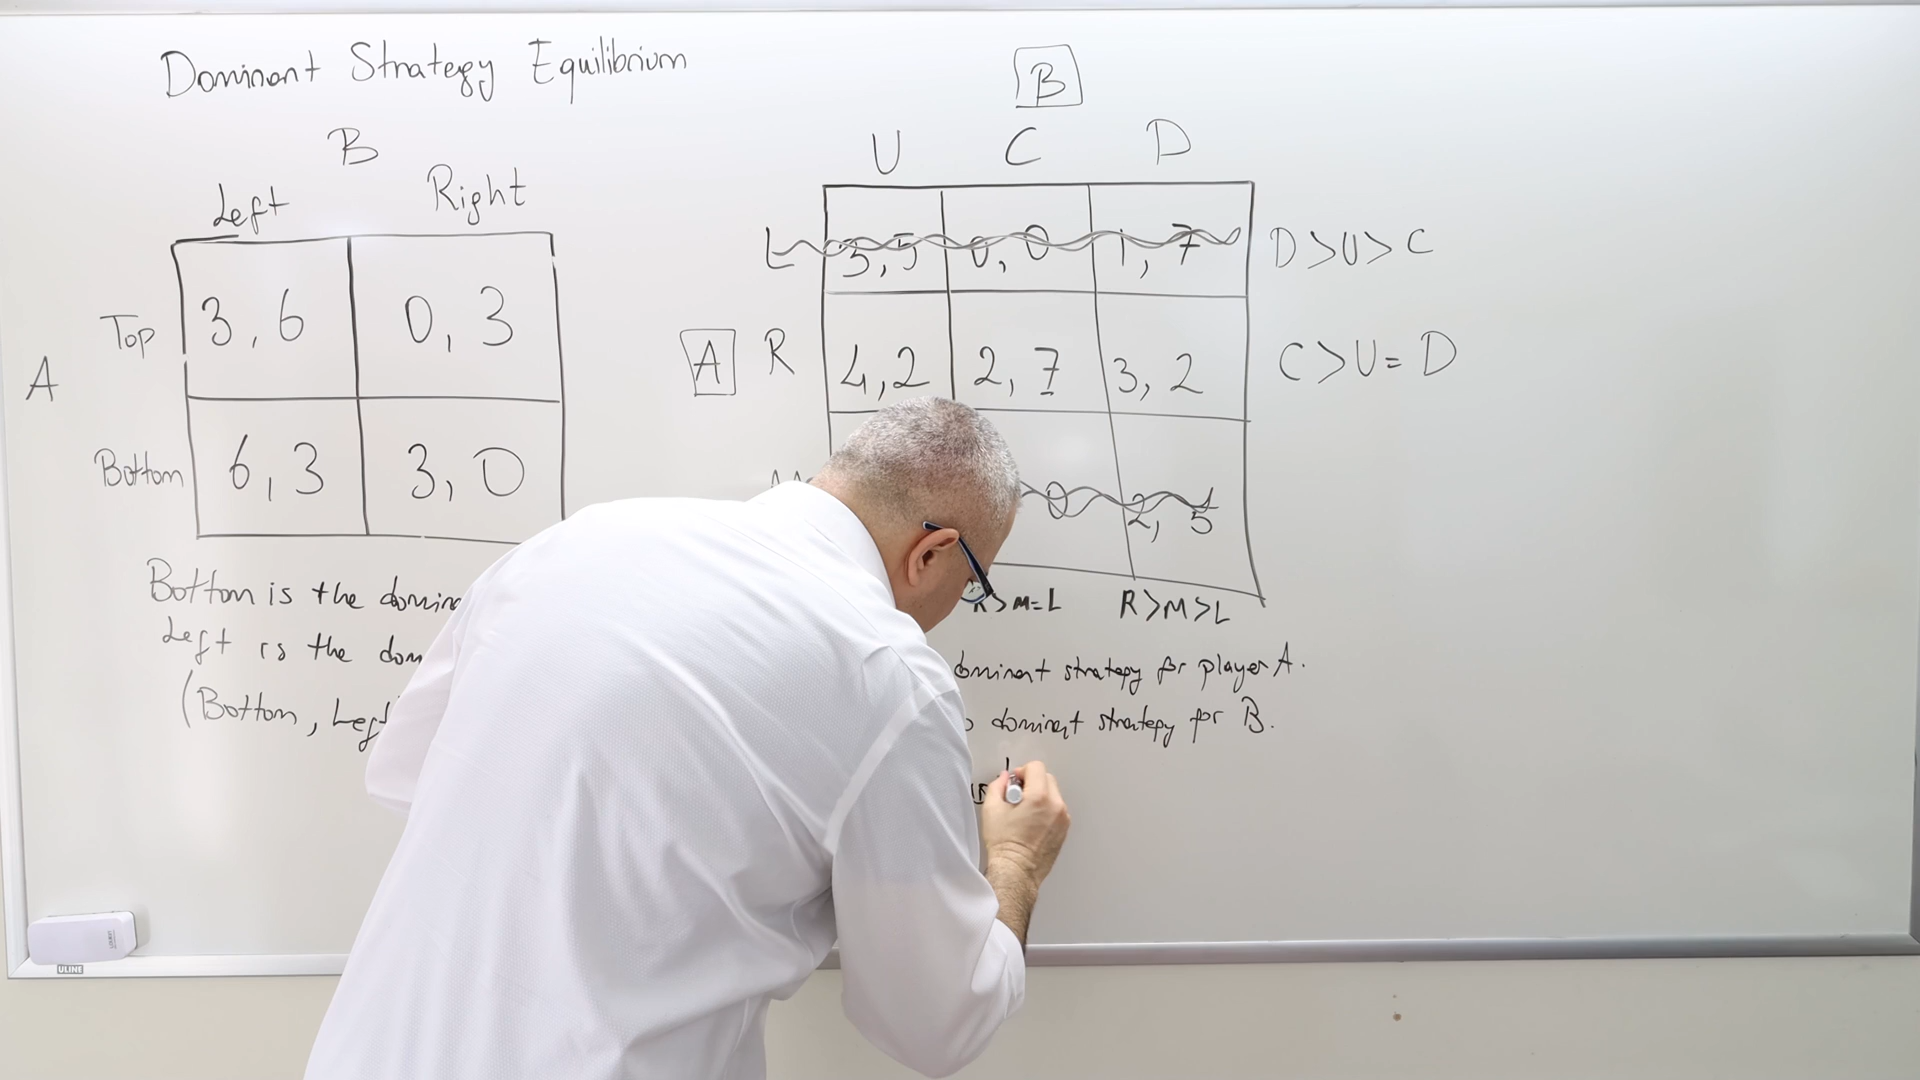 Dominant Strategy Equilibrium
B
Left Right
A
Top 3, 6 0, 3
Bottom 6, 3 3, 0
Bottom is the
Left is the
(Bottom, Left
B
U C D
L 3, 5 0, 0 1, 7 D > U > C
A R 4, 2 2, 7 3, 2 C > U = D
0 2, 5
R > M = L R > M > L
dominant strategy for player A.
dominant strategy for B.
ULINE